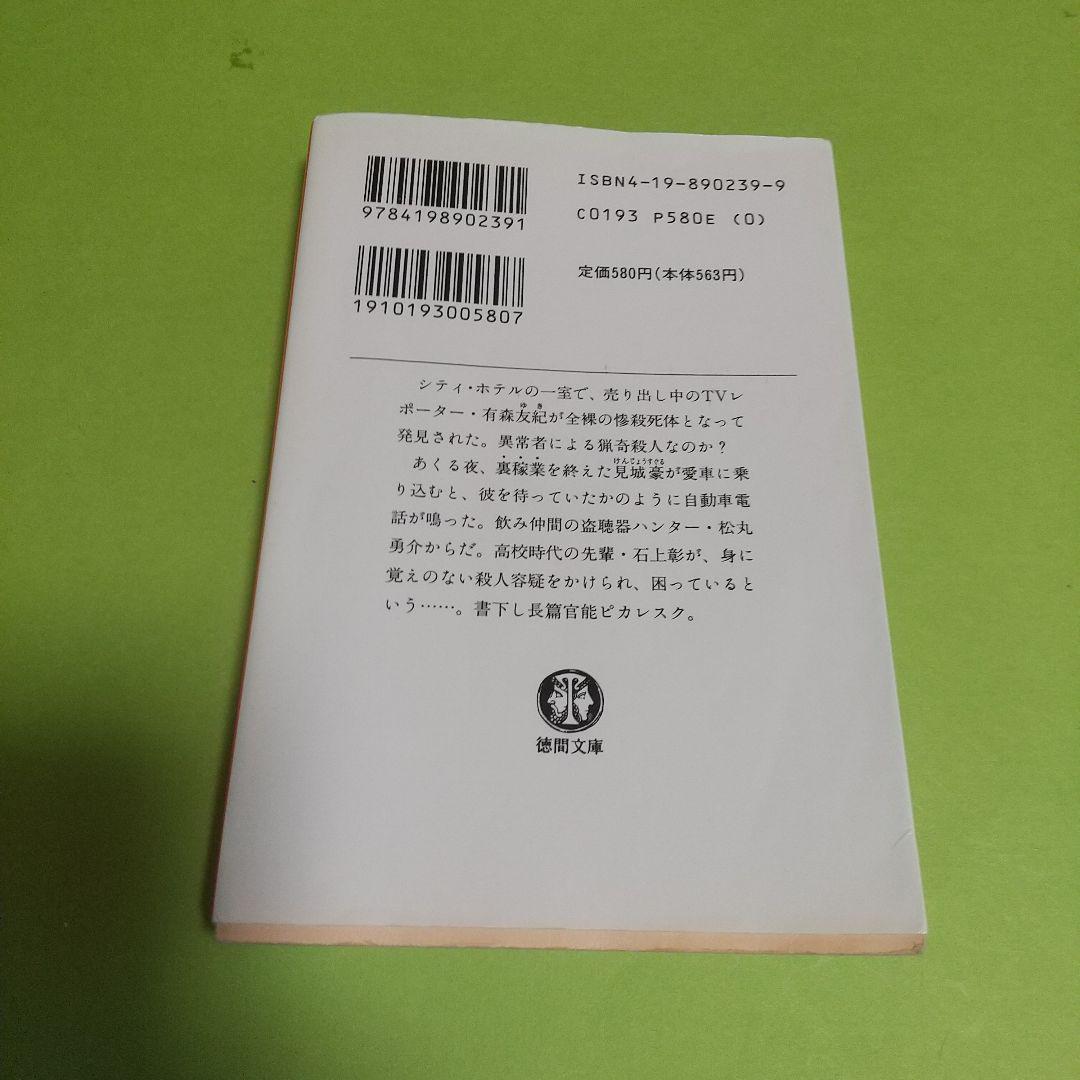 ISBN4-19-890239-9
9784198902391
C0193 P580E (0)
定価580円(本体563円)
1910193005807
シティ・ホテルの一室で、売り出し中のTVレ
ポーター・有森友紀が全裸の惨殺死体となって
ゆき
発見された。異常者による猟奇殺人なのか?
あくる夜、裏稼業を終えた見城豪が愛車に乗
けんじょうすぐる
り込むと、彼を待っていたかのように自動車電
話が鳴った。飲み仲間の盗聴器ハンター・松丸
勇介からだ。高校時代の先輩・石上彰が、身に
覚えのない殺人容疑をかけられ、困っていると
いう……。書下し長篇官能ピカレスク。
徳間文庫